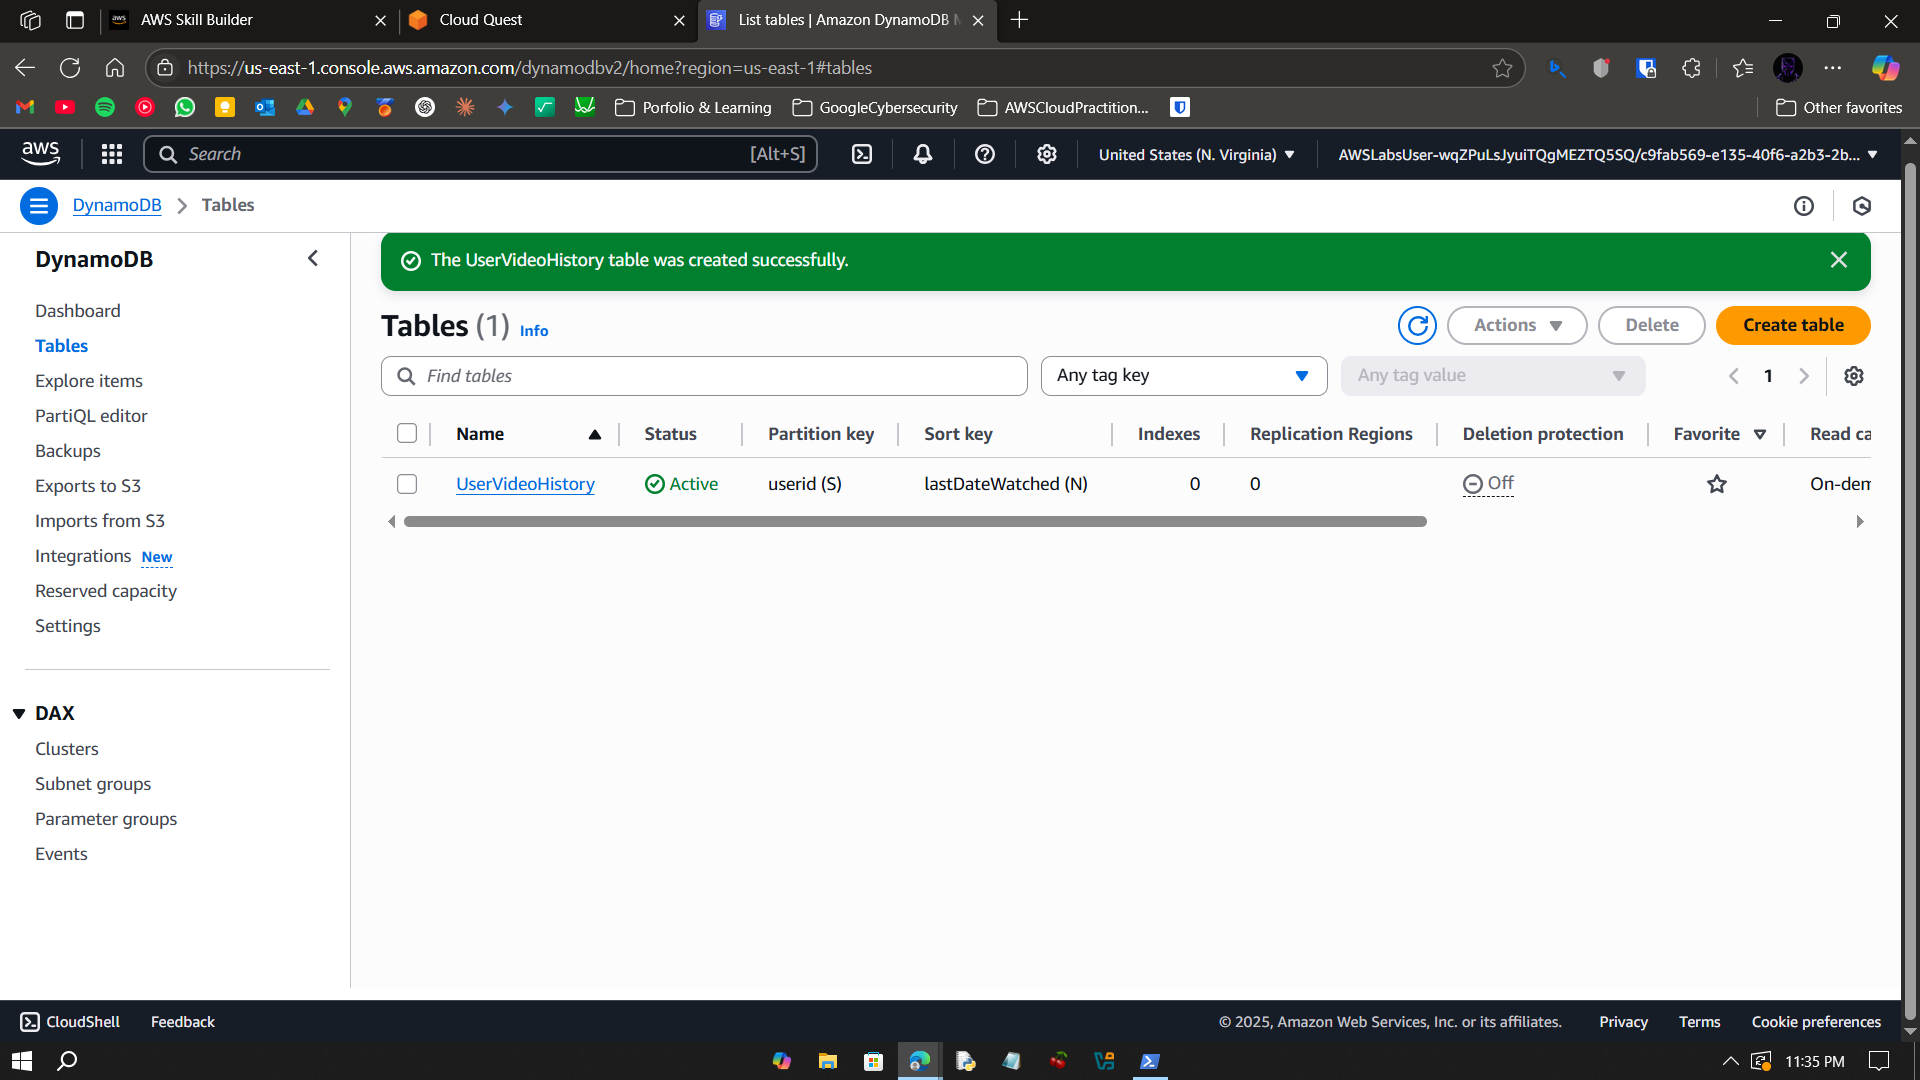 AWS Skill Builder
Cloud Quest
List tables | Amazon DynamoDB
https://us-east-1.console.aws.amazon.com/dynamodbv2/home?region=us-east-1#tables
Porfolio & Learning
GoogleCybersecurity
AWSCloudPractition...
Other favorites
aws
Search
[Alt+S]
United States (N. Virginia)
AWSLabsUser-wqZPuLsJyuiTQgMEZTQ5SQ/c9fab569-e135-40f6-a2b3-2b...
DynamoDB
Tables
DynamoDB
Dashboard
Tables
Explore items
PartiQL editor
Backups
Exports to S3
Imports from S3
Integrations New
Reserved capacity
Settings
DAX
Clusters
Subnet groups
Parameter groups
Events
The UserVideoHistory table was created successfully.
Tables (1) Info
Actions
Delete
Create table
Find tables
Any tag key
Any tag value
1
Name Status Partition key Sort key Indexes Replication Regions Deletion protection Favorite Read ca
UserVideoHistory Active userid (S) lastDateWatched (N) 0 0 Off On-dem
CloudShell
Feedback
© 2025, Amazon Web Services, Inc. or its affiliates.
Privacy
Terms
Cookie preferences
11:35 PM